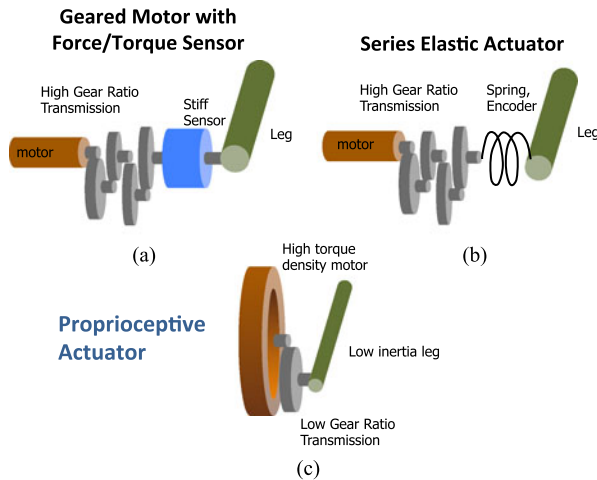 Geared Motor with
Force/Torque Sensor
High Gear Ratio
Transmission
Stiff
Sensor
motor
Leg
(a)
Series Elastic Actuator
High Gear Ratio
Transmission
Spring,
Encoder
motor
Leg
(b)
High torque
density motor
Proprioceptive
Actuator
Low inertia leg
Low Gear Ratio
Transmission
(c)